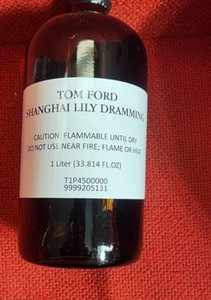 TOM FORD
SHANGHAI LILY DRAMMING
CAUTION: FLAMMABLE UNTIL DRY
DO NOT USE NEAR FIRE; FLAME OR HEAT
1 Liter (33.814 FL.OZ)
T1P4500000
9999205131